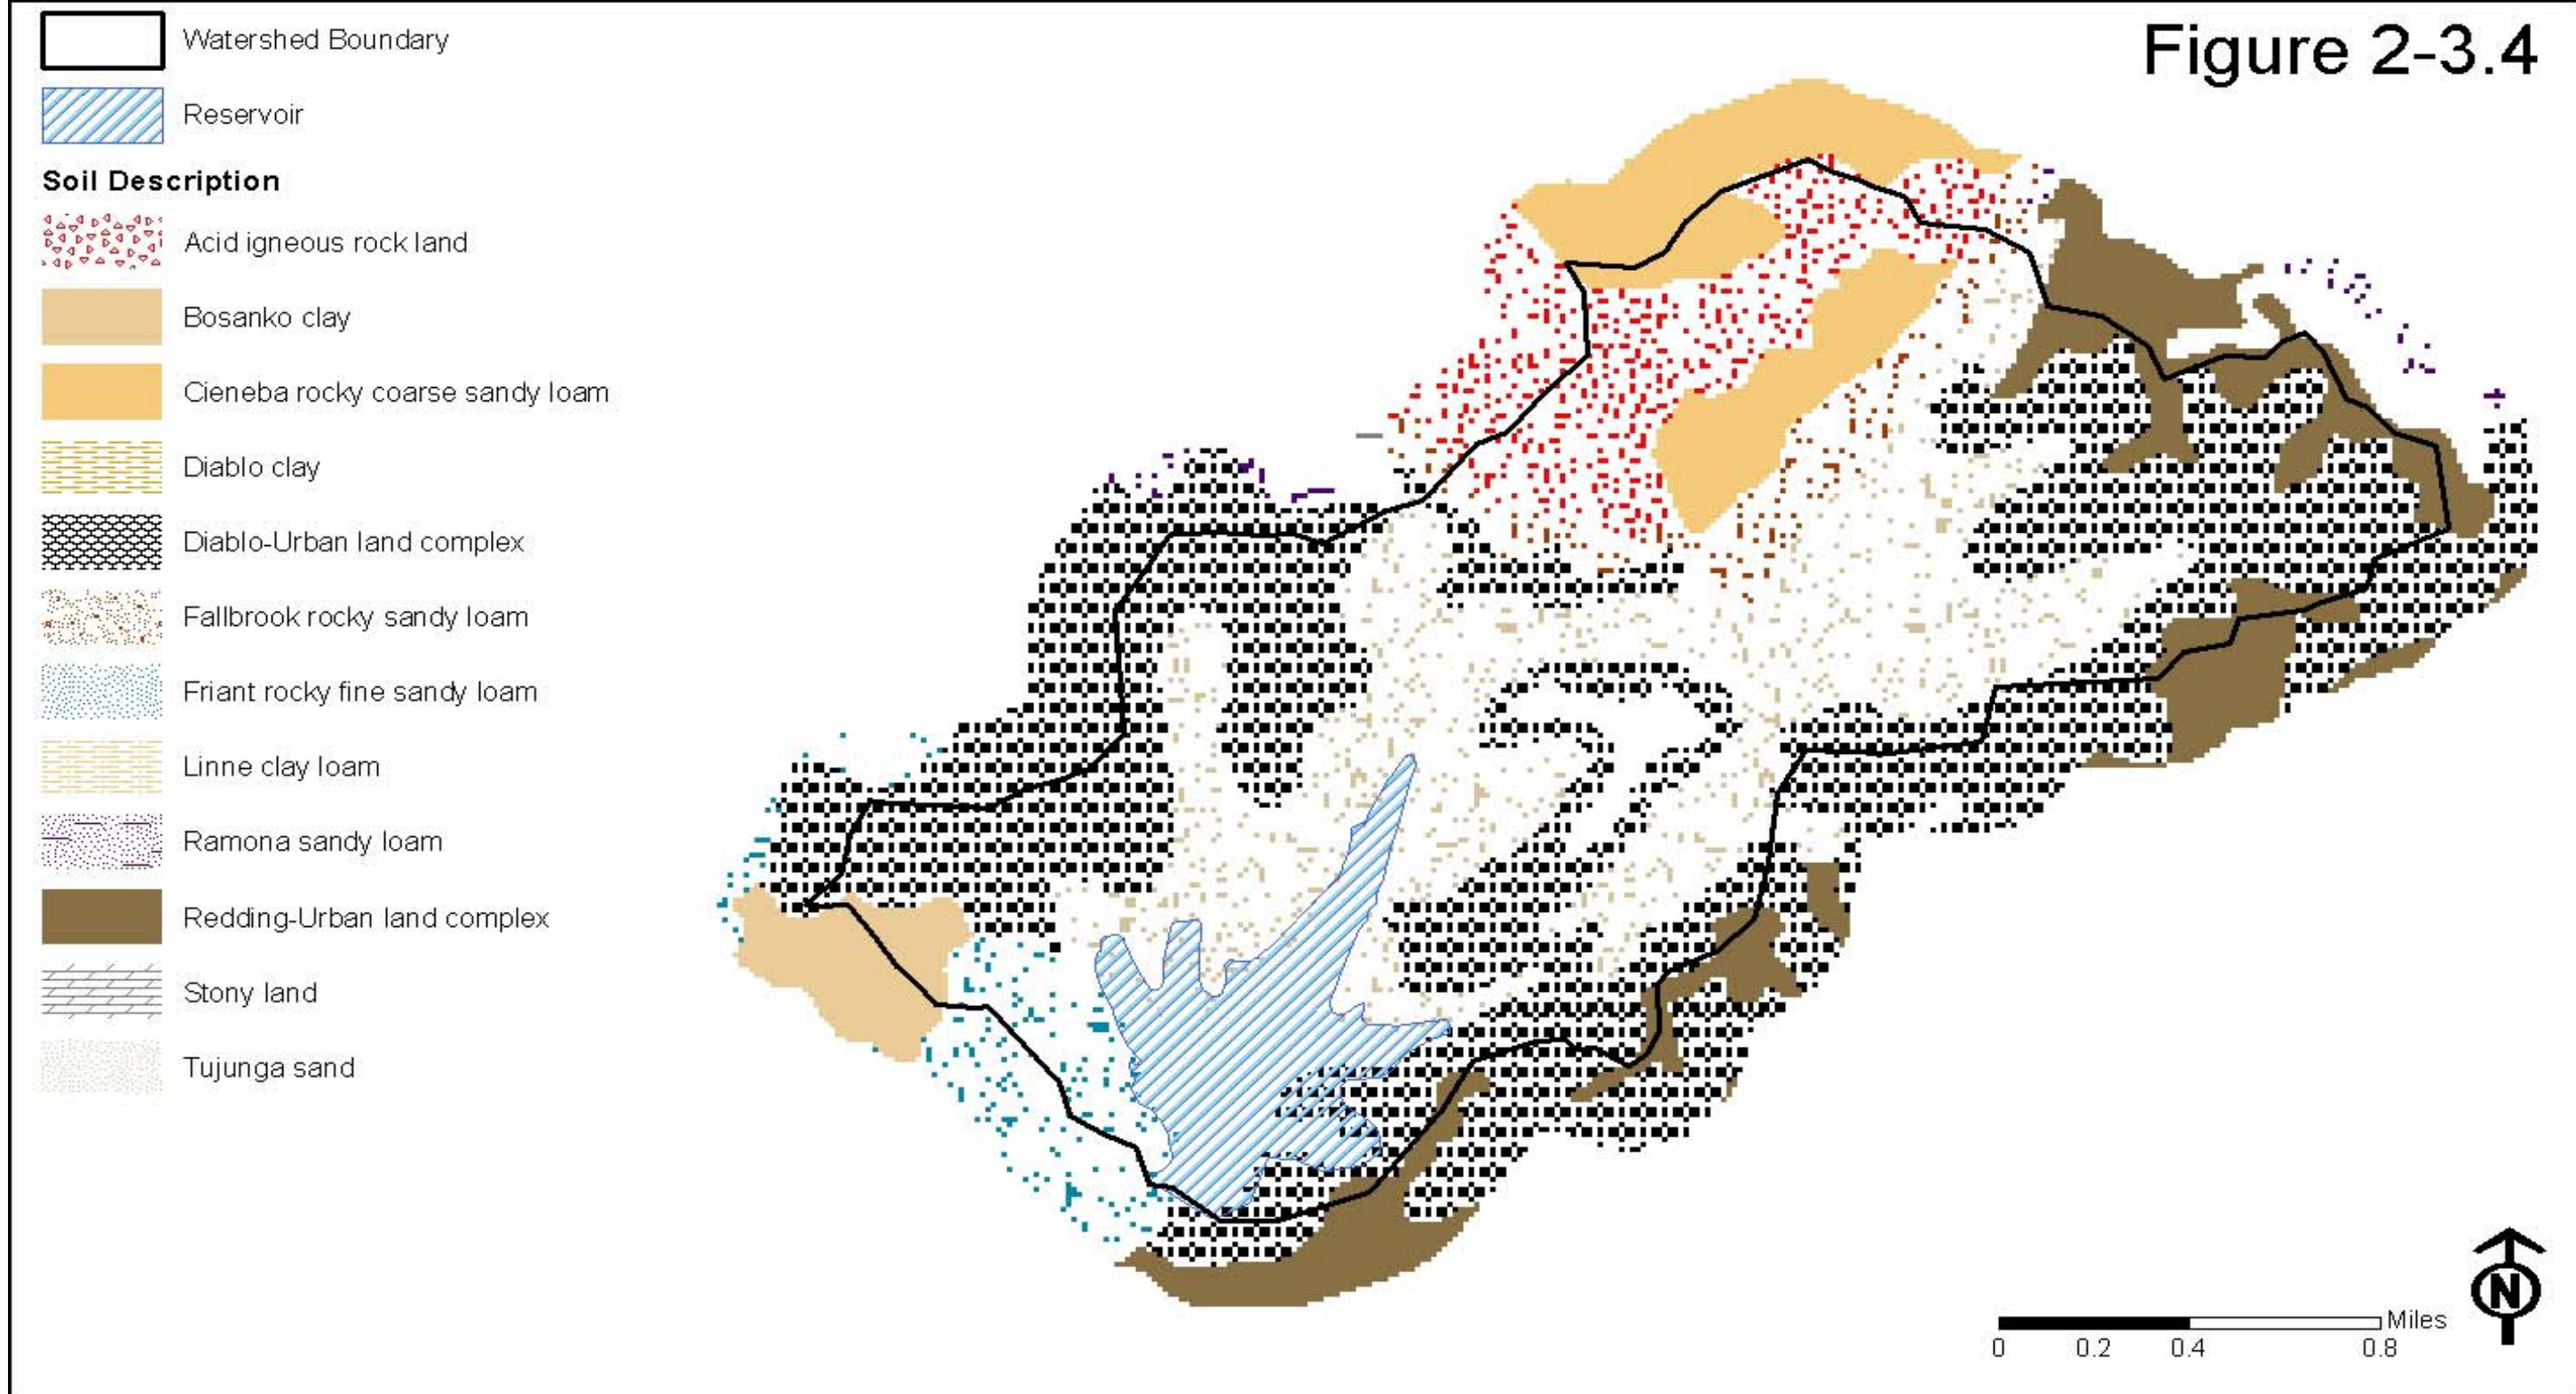 Figure 2-3.4
Watershed Boundary
Reservoir
Soil Description
Acid igneous rock land
Bosanko clay
Cieneba rocky coarse sandy loam
Diablo clay
Diablo-Urban land complex
Fallbrook rocky sandy loam
Friant rocky fine sandy loam
Linne clay loam
Ramona sandy loam
Redding-Urban land complex
Stony land
Tujunga sand
N
Miles
0 0.2 0.4 0.8